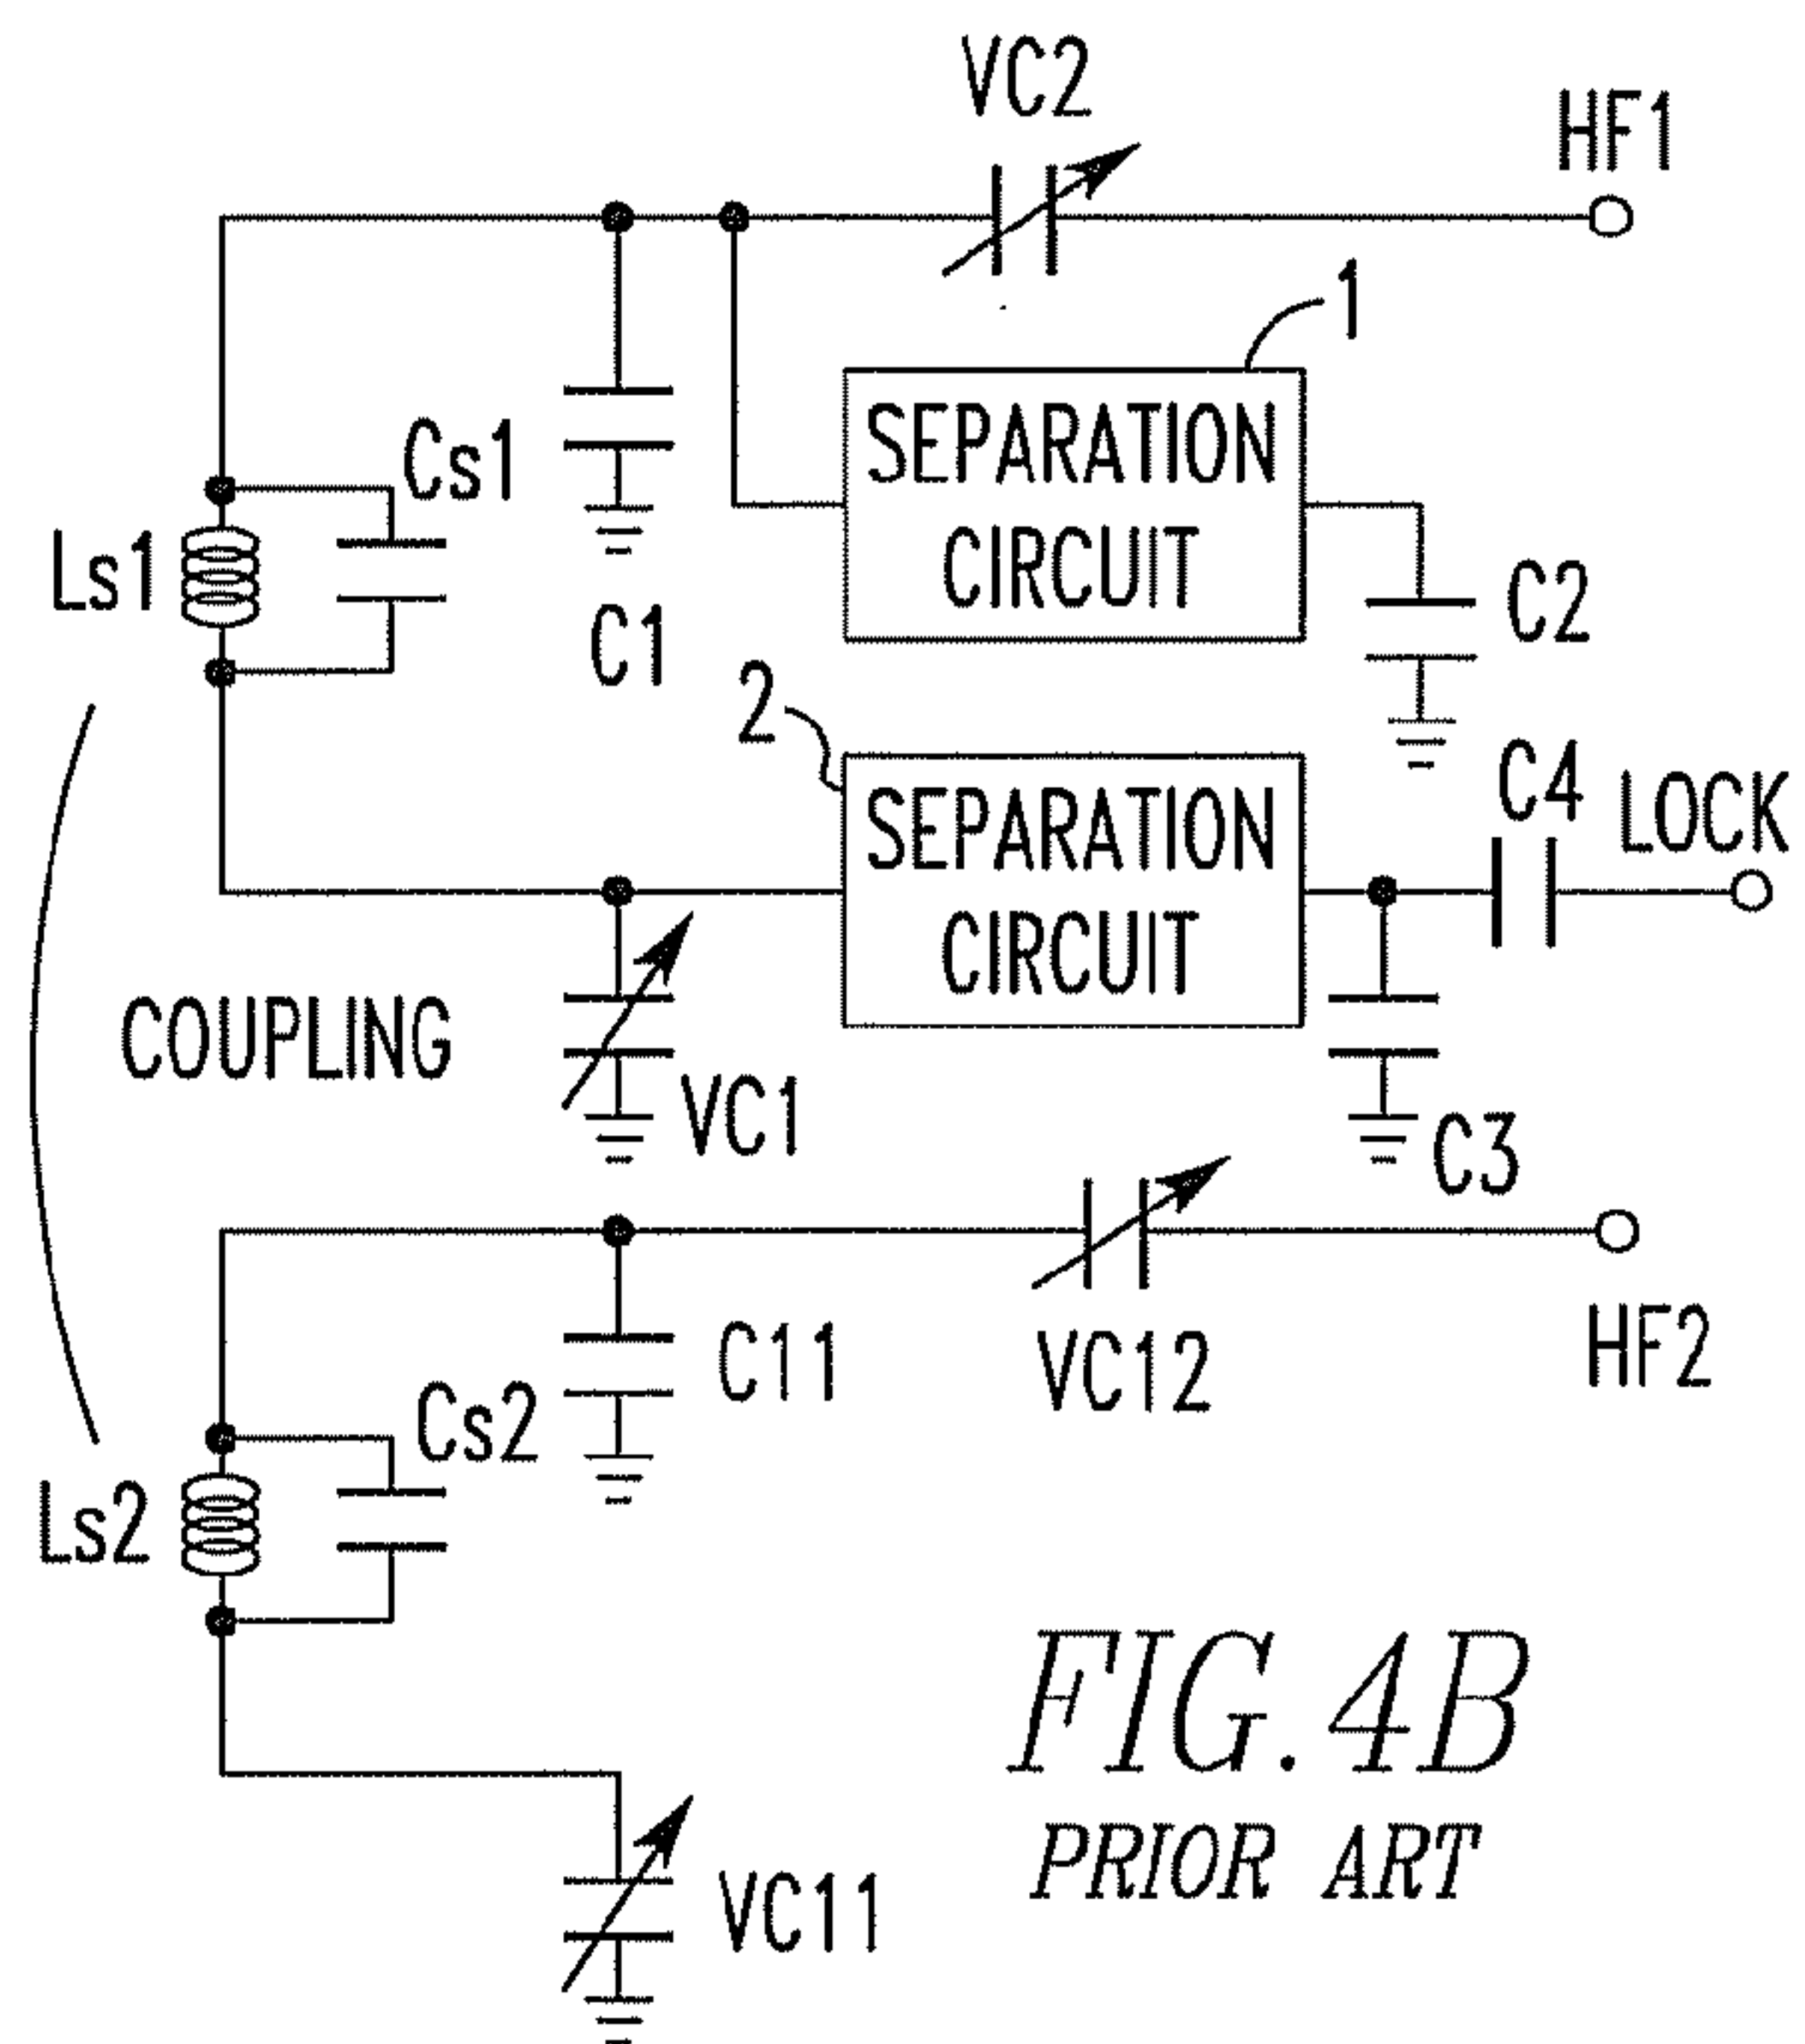 VC2
HF1
1
SEPARATION
CIRCUIT
Cs1
Ls1
C1
C2
2
SEPARATION
CIRCUIT
C4
LOCK
COUPLING
VC1
C3
C11
VC12
HF2
Cs2
Ls2
FIG. 4B
PRIOR ART
VC11